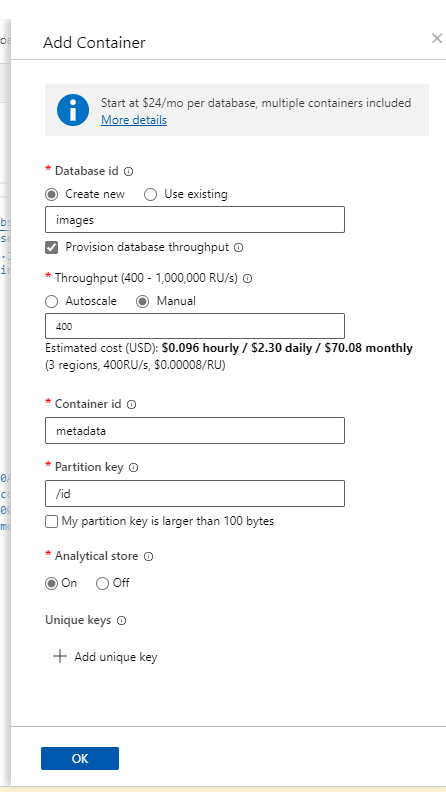 Add Container
Start at $24/mo per database, multiple containers included
More details
* Database id
Create new Use existing
images
Provision database throughput
* Throughput (400 - 1,000,000 RU/s)
Autoscale Manual
400
Estimated cost (USD): $0.096 hourly / $2.30 daily / $70.08 monthly
(3 regions, 400RU/s, $0.00008/RU)
* Container id
metadata
* Partition key
/id
My partition key is larger than 100 bytes
* Analytical store
On Off
Unique keys
+ Add unique key
OK